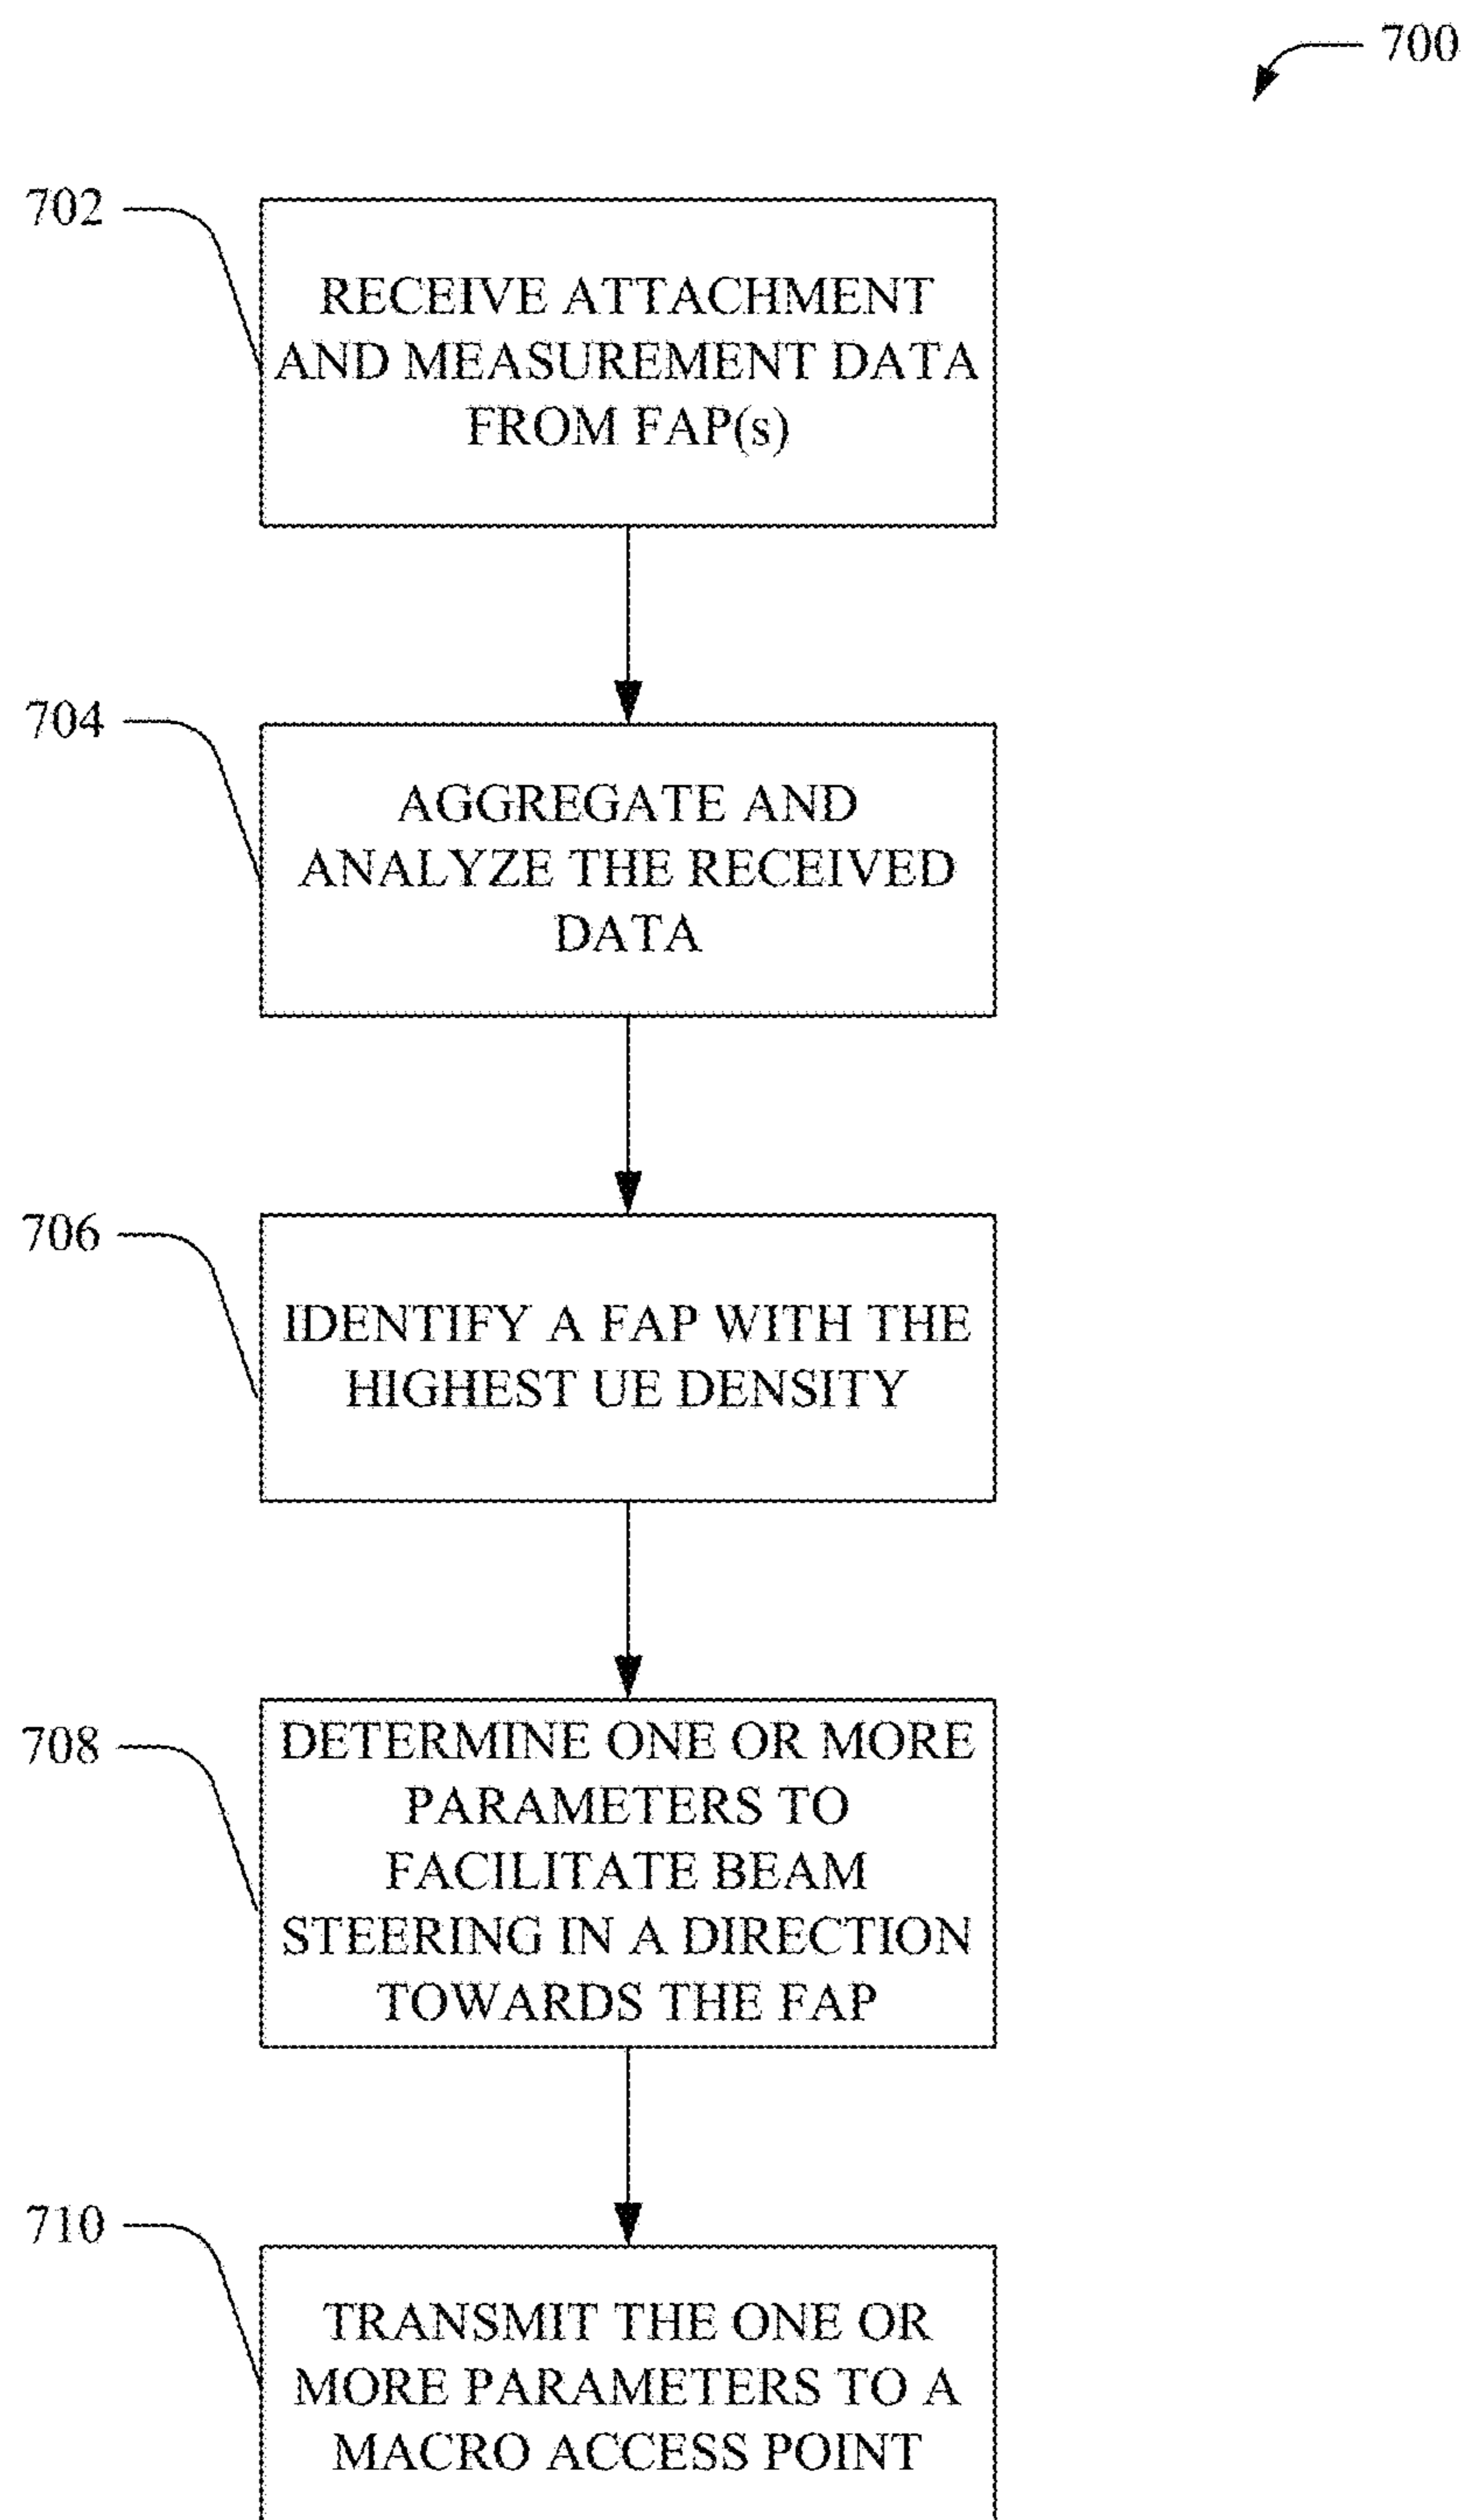 700
702
RECEIVE ATTACHMENT
AND MEASUREMENT DATA
FROM FAP(s)
704
AGGREGATE AND
ANALYZE THE RECEIVED
DATA
706
IDENTIFY A FAP WITH THE
HIGHEST UE DENSITY
708
DETERMINE ONE OR MORE
PARAMETERS TO
FACILITATE BEAM
STEERING IN A DIRECTION
TOWARDS THE FAP
710
TRANSMIT THE ONE OR
MORE PARAMETERS TO A
MACRO ACCESS POINT